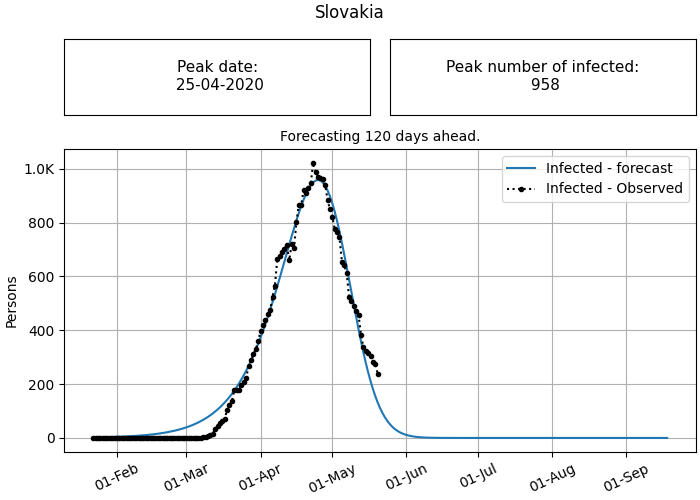 Slovakia
Peak date:
25-04-2020
Peak number of infected:
958
Forecasting 120 days ahead.
Infected - forecast
Infected - Observed
Persons
1.0K
800
600
400
200
0
01-Feb
01-Mar
01-Apr
01-May
01-Jun
01-Jul
01-Aug
01-Sep